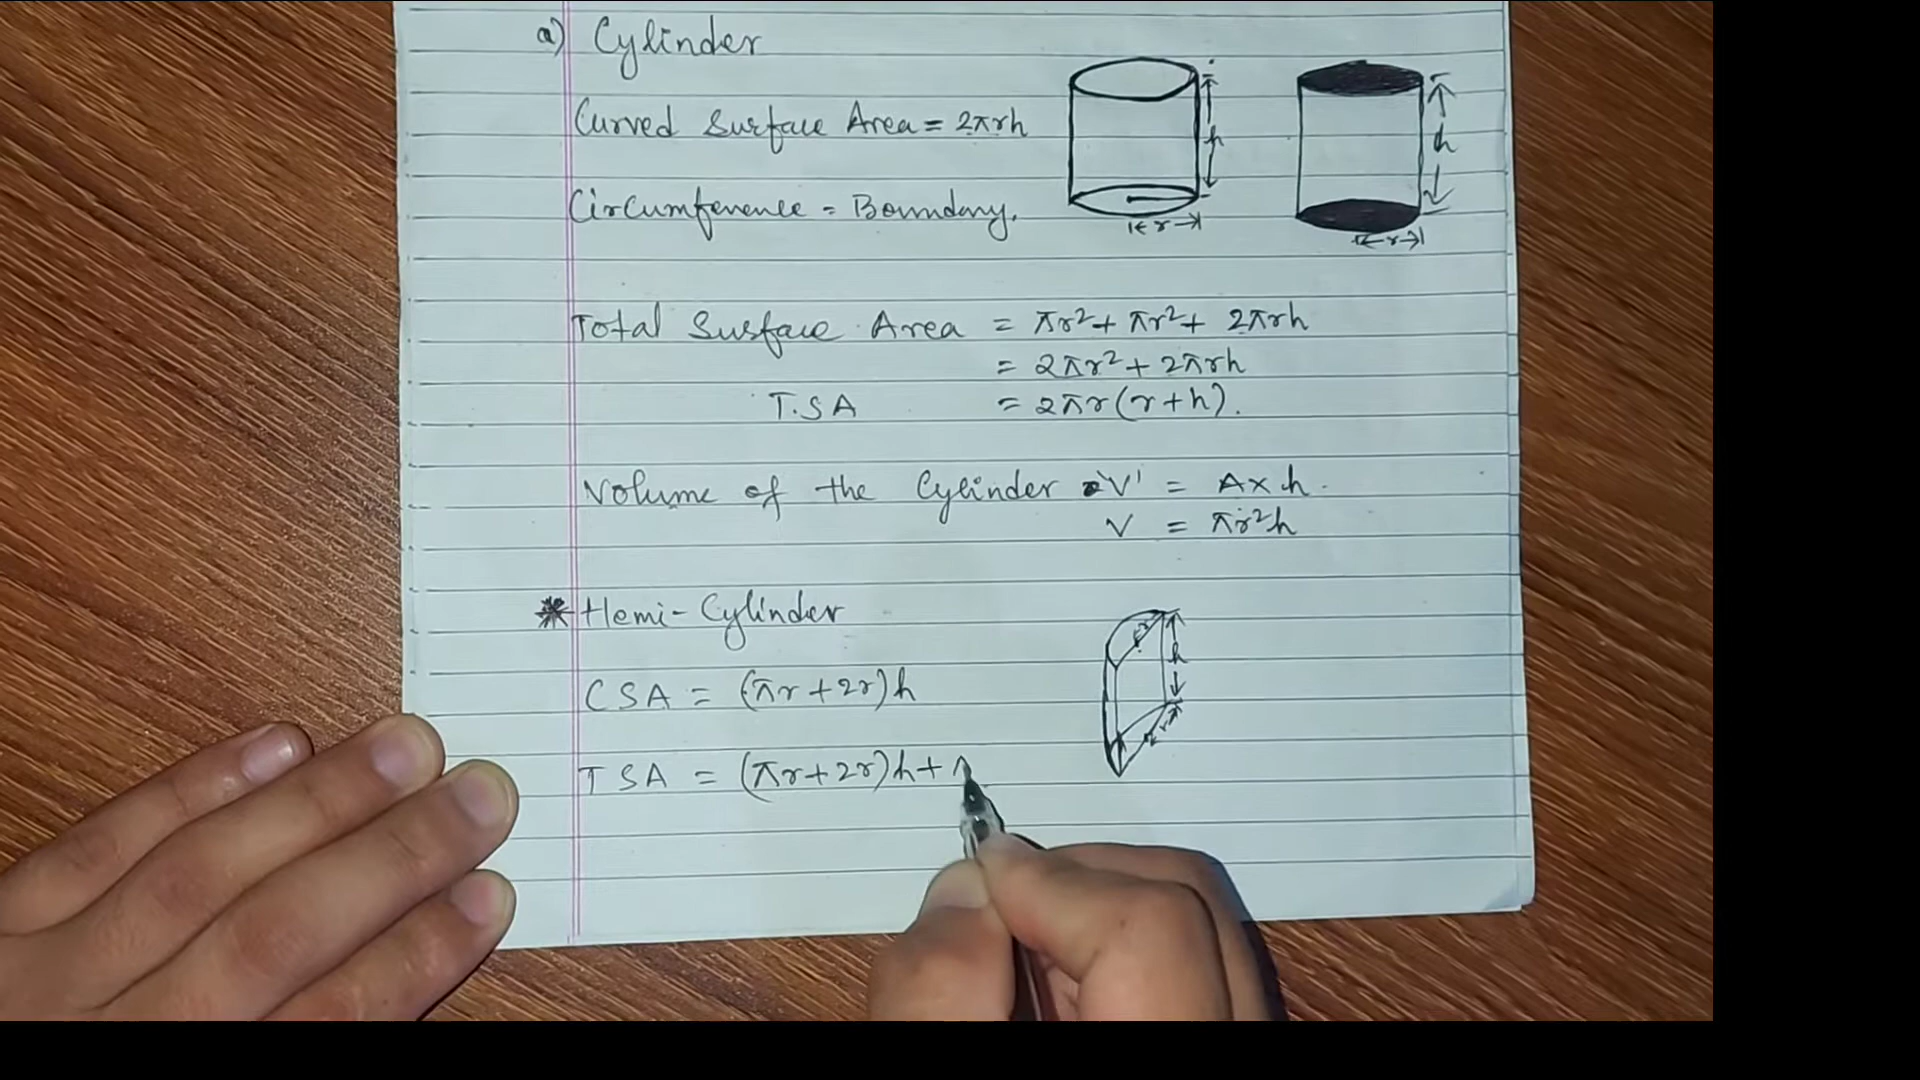 a) Cylinder
Curved Surface Area = 2πrh
h
h
Circumference = Boundary.
r
r
Total Surface Area = πr²+ πr²+ 2πrh
= 2πr²+ 2πrh
T.S A = 2πr(r+h).
Volume of the Cylinder 'V' = A×h.
V = πr²h
* Hemi-Cylinder
h
CSA = (πr+2r)h
TSA = (πr+2r)h+